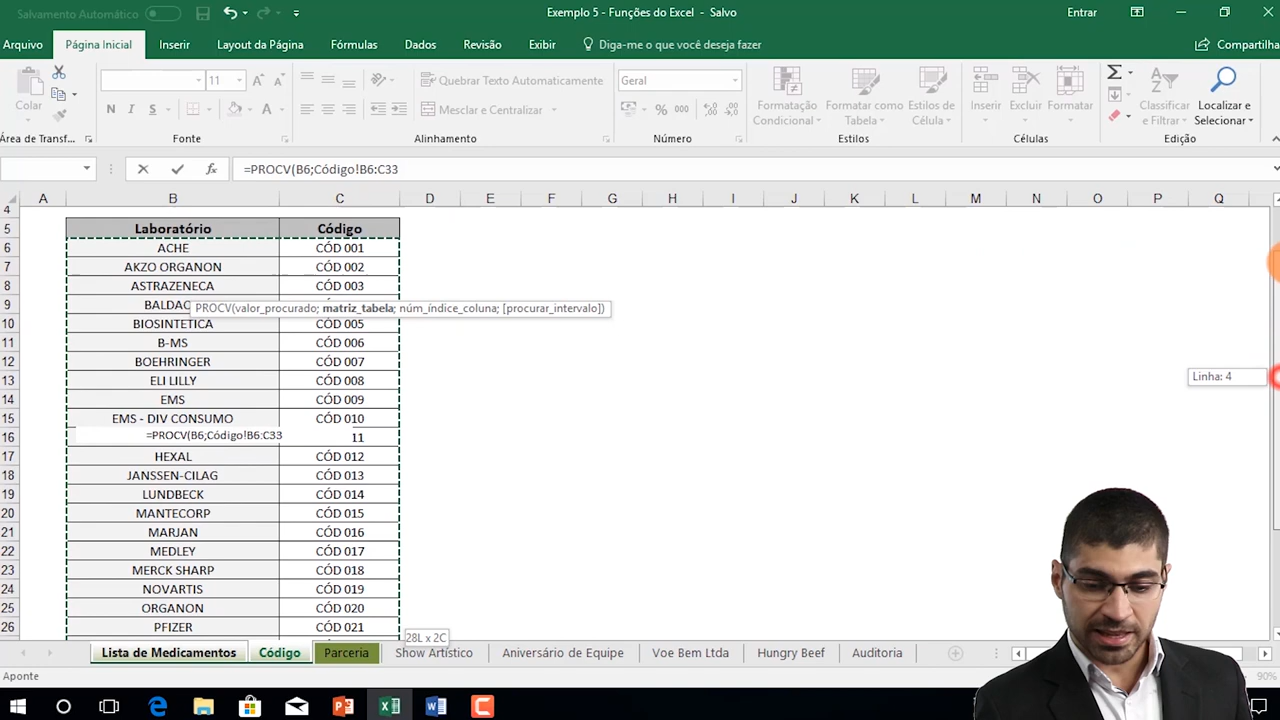 Salvamento Automático
Exemplo 5 - Funções do Excel - Salvo
Entrar
Arquivo Página Inicial Inserir Layout da Página Fórmulas Dados Revisão Exibir Diga-me o que você deseja fazer Compartilha
Colar
11
N I S
A
Quebrar Texto Automaticamente
Mesclar e Centralizar
Geral
% 000
Formatação Condicional
Formatar como Tabela
Estilos de Célula
Inserir
Excluir
Formatar
Classificar e Filtrar
Localizar e Selecionar
Área de Transf... Fonte Alinhamento Número Estilos Células Edição
=PROCV(B6;Código!B6:C33
A B C D E F G H I J K L M N O P Q
4
5 Laboratório Código
6 ACHE CÓD 001
7 AKZO ORGANON CÓD 002
8 ASTRAZENECA CÓD 003
9 BALDAC
PROCV(valor_procurado; matriz_tabela; núm_índice_coluna; [procurar_intervalo])
10 BIOSINTETICA CÓD 005
11 B-MS CÓD 006
12 BOEHRINGER CÓD 007
13 ELI LILLY CÓD 008
Linha: 4
14 EMS CÓD 009
15 EMS - DIV CONSUMO CÓD 010
16 =PROCV(B6;Código!B6:C33 11
17 HEXAL CÓD 012
18 JANSSEN-CILAG CÓD 013
19 LUNDBECK CÓD 014
20 MANTECORP CÓD 015
21 MARJAN CÓD 016
22 MEDLEY CÓD 017
23 MERCK SHARP CÓD 018
24 NOVARTIS CÓD 019
25 ORGANON CÓD 020
26 PFIZER CÓD 021
28L x 2C
Lista de Medicamentos Código Parceria Show Artístico Aniversário de Equipe Voe Bem Ltda Hungry Beef Auditoria
Aponte
90%